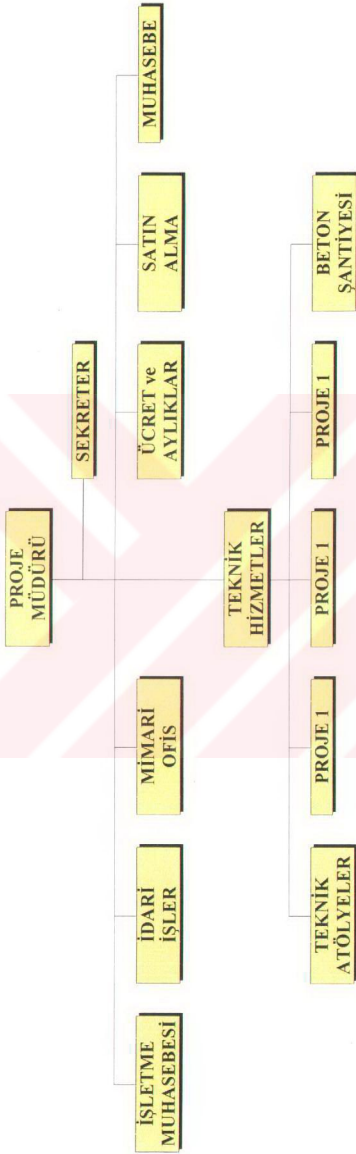 PROJE
MÜDÜRÜ
SEKRETER
İŞLETME
MUHASEBESİ
İDARİ
İŞLER
MİMARİ
OFİS
ÜCRET ve
AYLIKLAR
SATIN
ALMA
MUHASEBE
TEKNİK
HİZMETLER
TEKNİK
ATÖLYELER
PROJE 1
PROJE 1
PROJE 1
BETON
ŞANTİYESİ